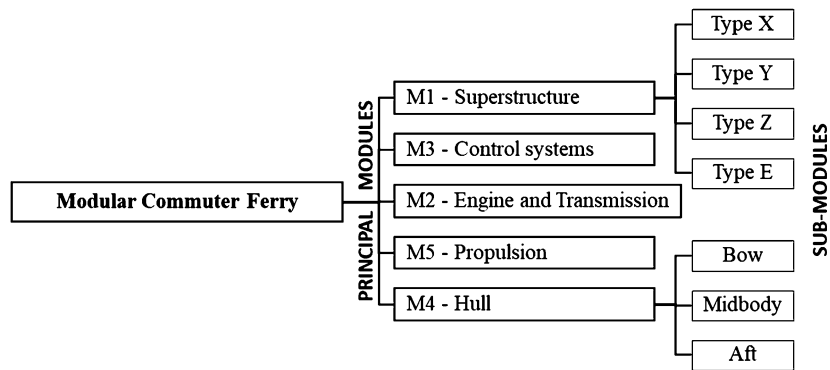 Modular Commuter Ferry
PRINCIPAL MODULES
M1 - Superstructure
M3 - Control systems
M2 - Engine and Transmission
M5 - Propulsion
M4 - Hull
Type X
Type Y
Type Z
Type E
Bow
Midbody
Aft
SUB-MODULES